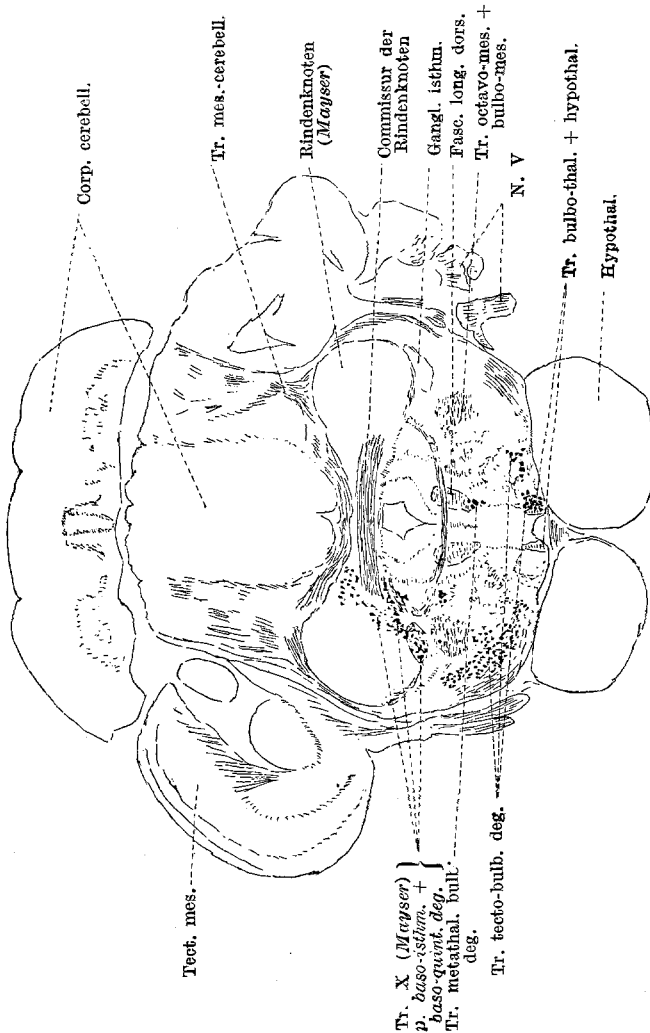 Corp. cerebell.
Tr. mes.-cerebell.
Rindenknoten
(Mayser)
Commissur der
Rindenknoten
Gangl. isthm.
Fasc. long. dors.
Tr. octavo-mes. +
bulbo-mes.
N. V
Tr. bulbo-thal. + hypothal.
Hypothal.
Tect. mes.
Tr. X (Mayser)
p. baso-isthm. +
baso-quint. deg.
Tr. metathal. bulb.
deg.
Tr. tecto-bulb. deg.